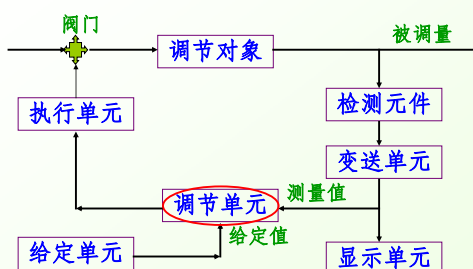 阀门
调节对象
被调量
执行单元
检测元件
变送单元
调节单元
测量值
给定值
给定单元
显示单元